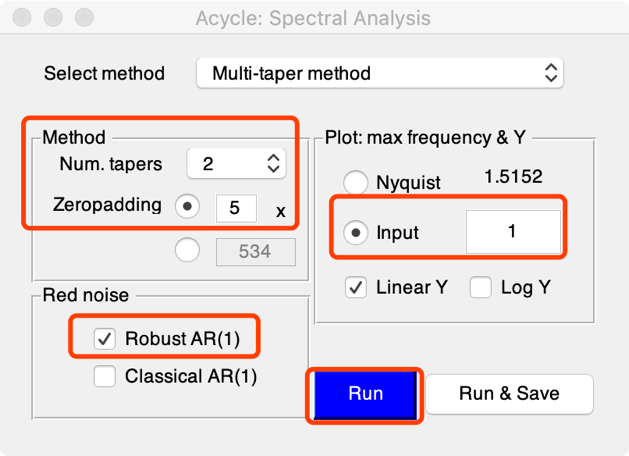 Acycle: Spectral Analysis
Select method Multi-taper method
Method
Num. tapers 2
Zeropadding 5 x
534
Plot: max frequency & Y
Nyquist 1.5152
Input 1
Linear Y Log Y
Red noise
Robust AR(1)
Classical AR(1)
Run Run & Save